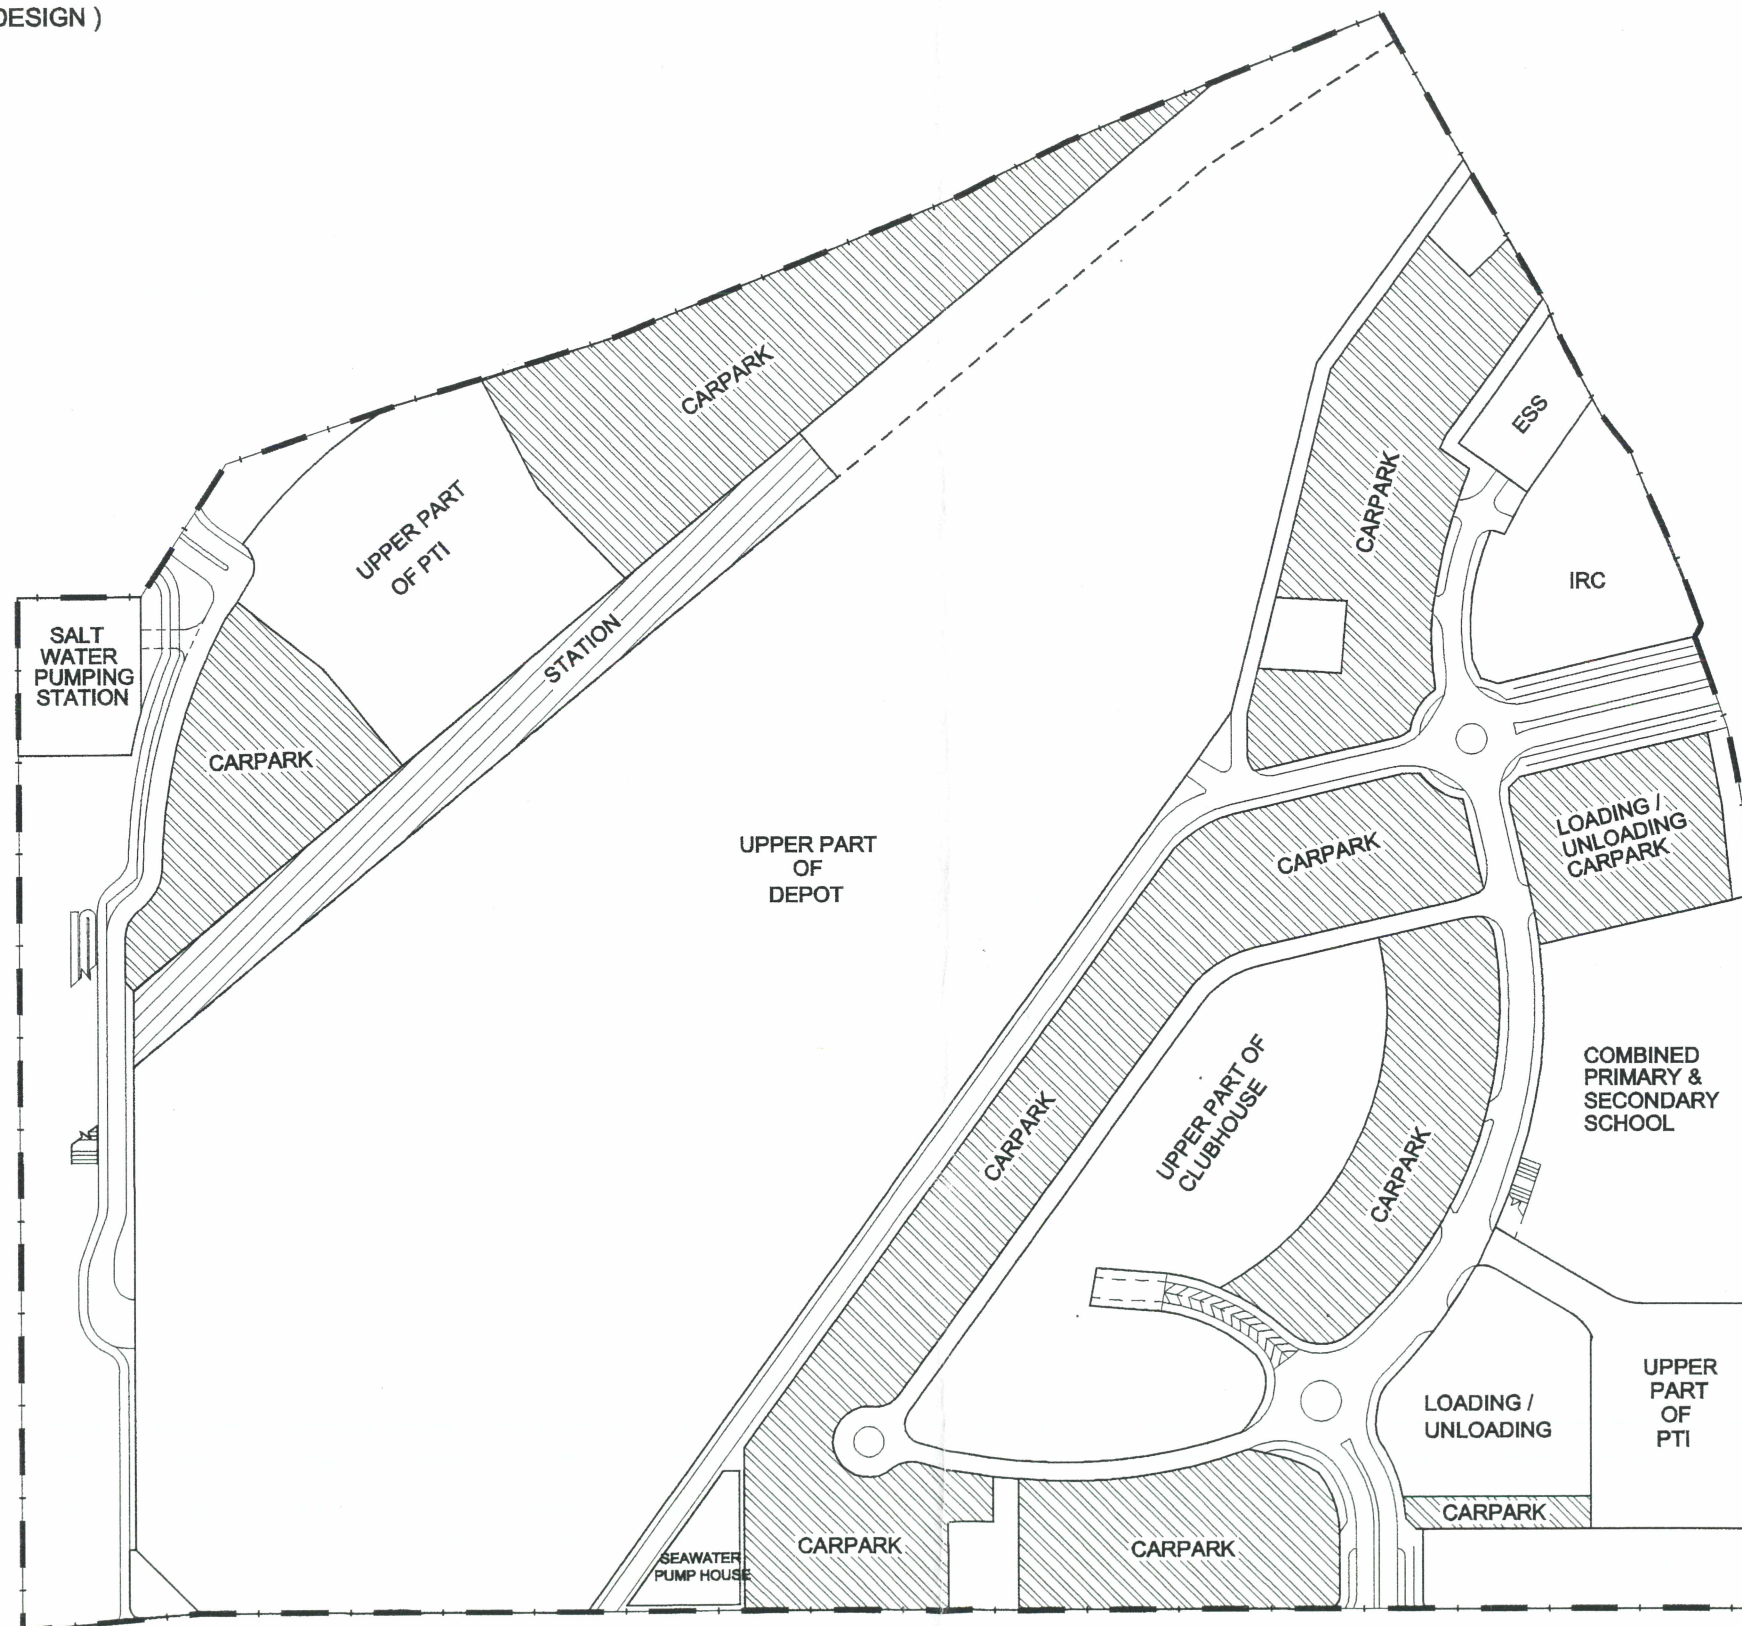 DESIGN )
CARPARK
UPPER PART
OF PTI
STATION
SALT
WATER
PUMPING
STATION
CARPARK
CARPARK
ESS
IRC
UPPER PART
OF
DEPOT
CARPARK
LOADING /
UNLOADING
CARPARK
CARPARK
UPPER PART OF
CLUBHOUSE
CARPARK
COMBINED
PRIMARY &
SECONDARY
SCHOOL
LOADING /
UNLOADING
UPPER
PART
OF
PTI
CARPARK
SEAWATER
PUMP HOUSE
CARPARK
CARPARK